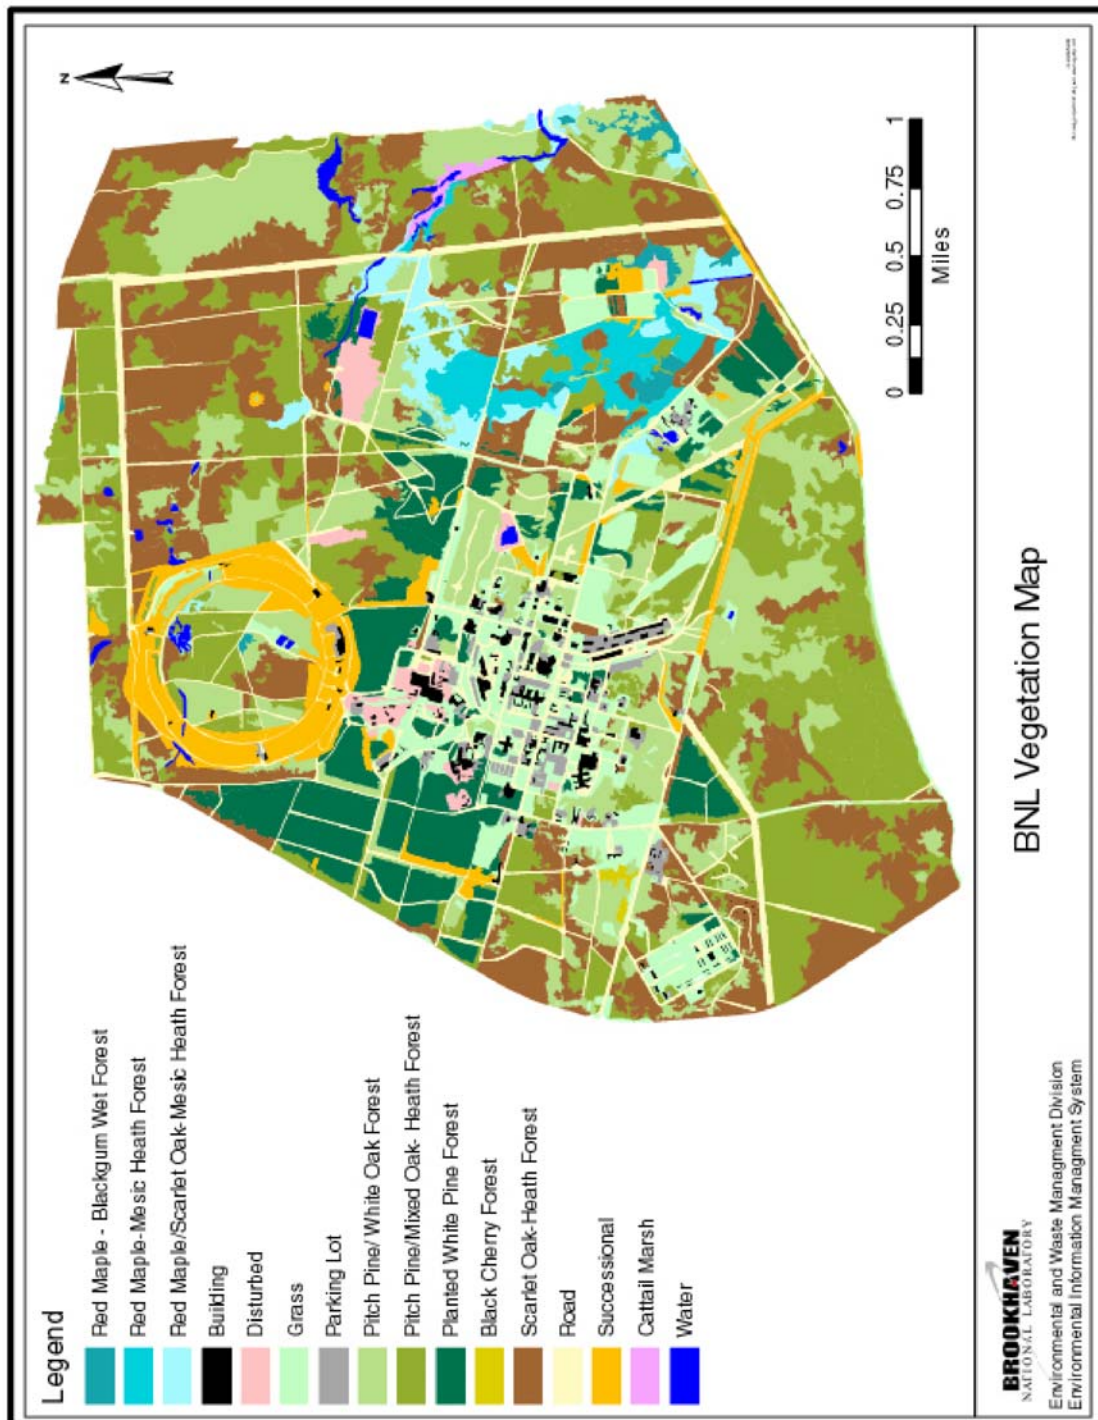 Legend
Red Maple - Blackgum Wet Forest
Red Maple-Mesic Heath Forest
Red Maple/Scarlet Oak-Mesic Heath Forest
Building
Disturbed
Grass
Parking Lot
Pitch Pine/ White Oak Forest
Pitch Pine/Mixed Oak- Heath Forest
Planted White Pine Forest
Black Cherry Forest
Scarlet Oak-Heath Forest
Road
Successional
Cattail Marsh
Water
N
0 0.25 0.5 0.75 1
Miles
BNL Vegetation Map
BROOKHAVEN
NATIONAL LABORATORY
Environmental and Waste Managment Division
Environmental Information Managment System